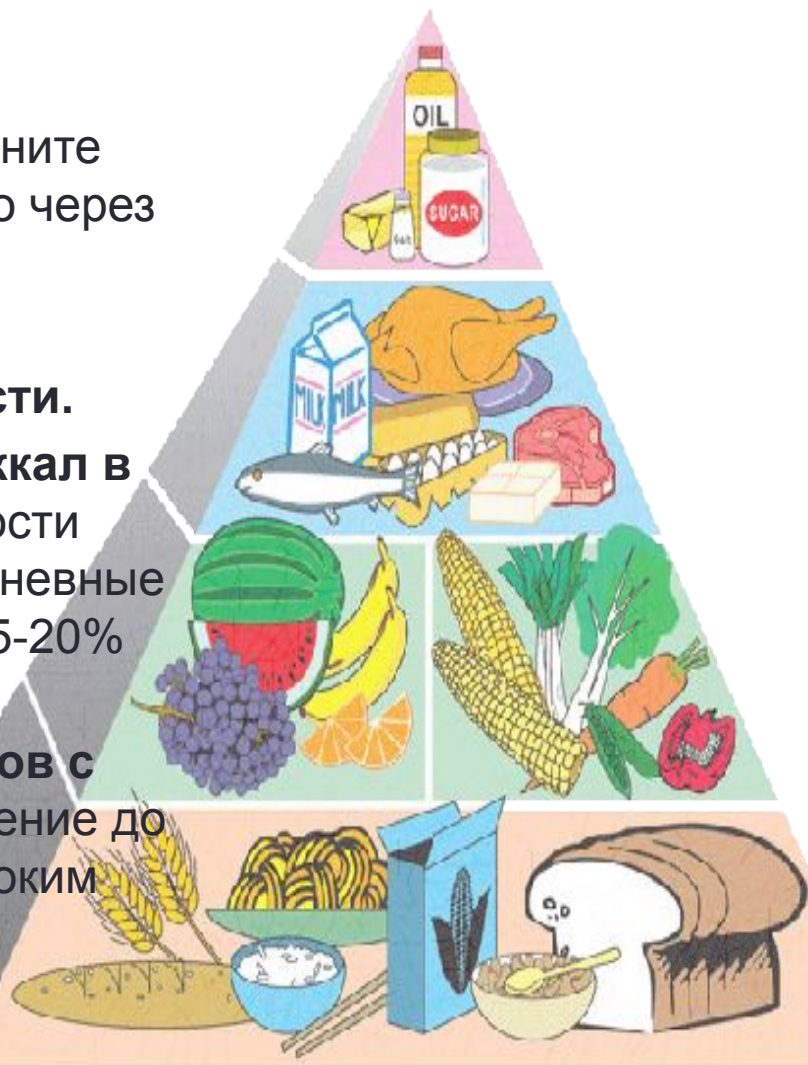 ните
о через
сти.
ккал в
ости
невные
5-20%
ов с
ение до
оким
OIL
SUGAR
Salt
MILK MILK